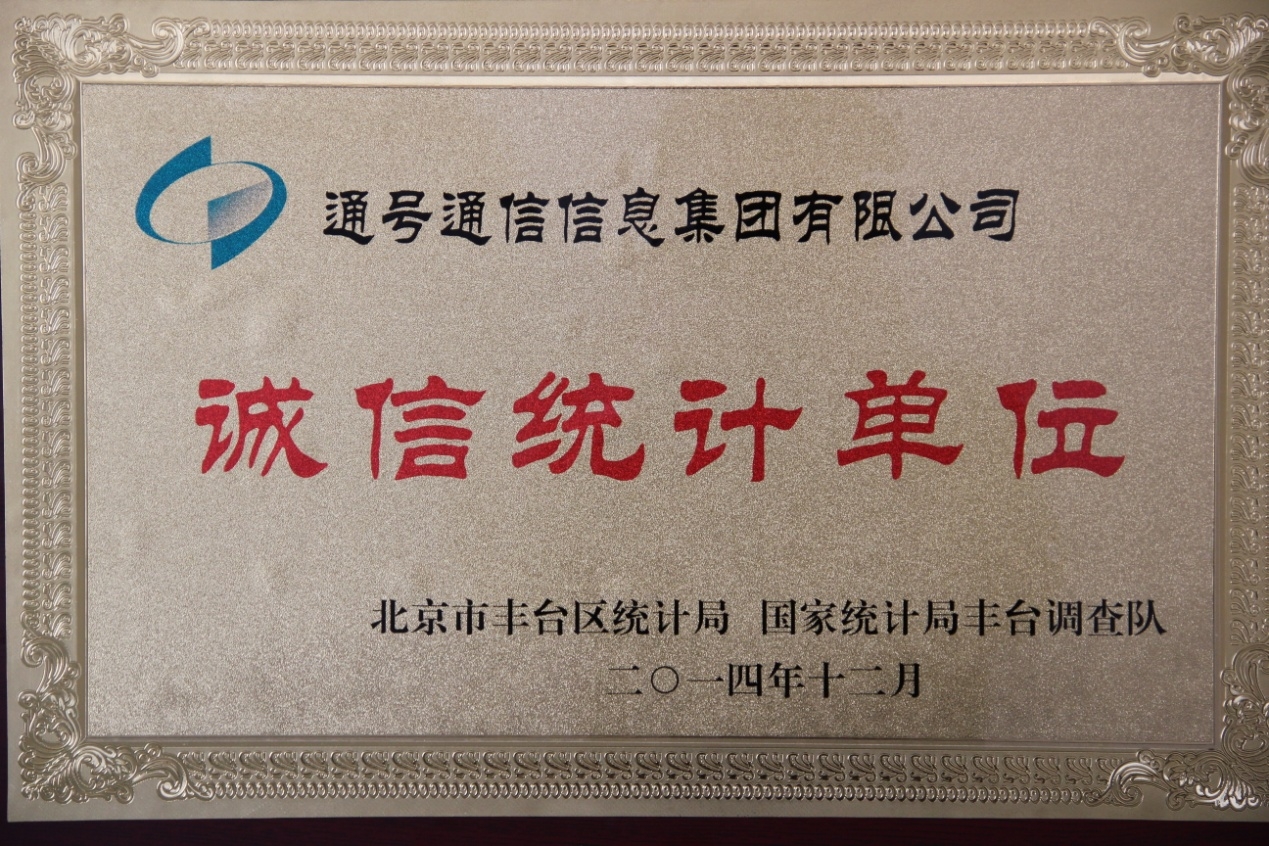 通号通信信息集团有限公司
诚信统计单位
北京市丰台区统计局 国家统计局丰台调查队
二〇一四年十二月